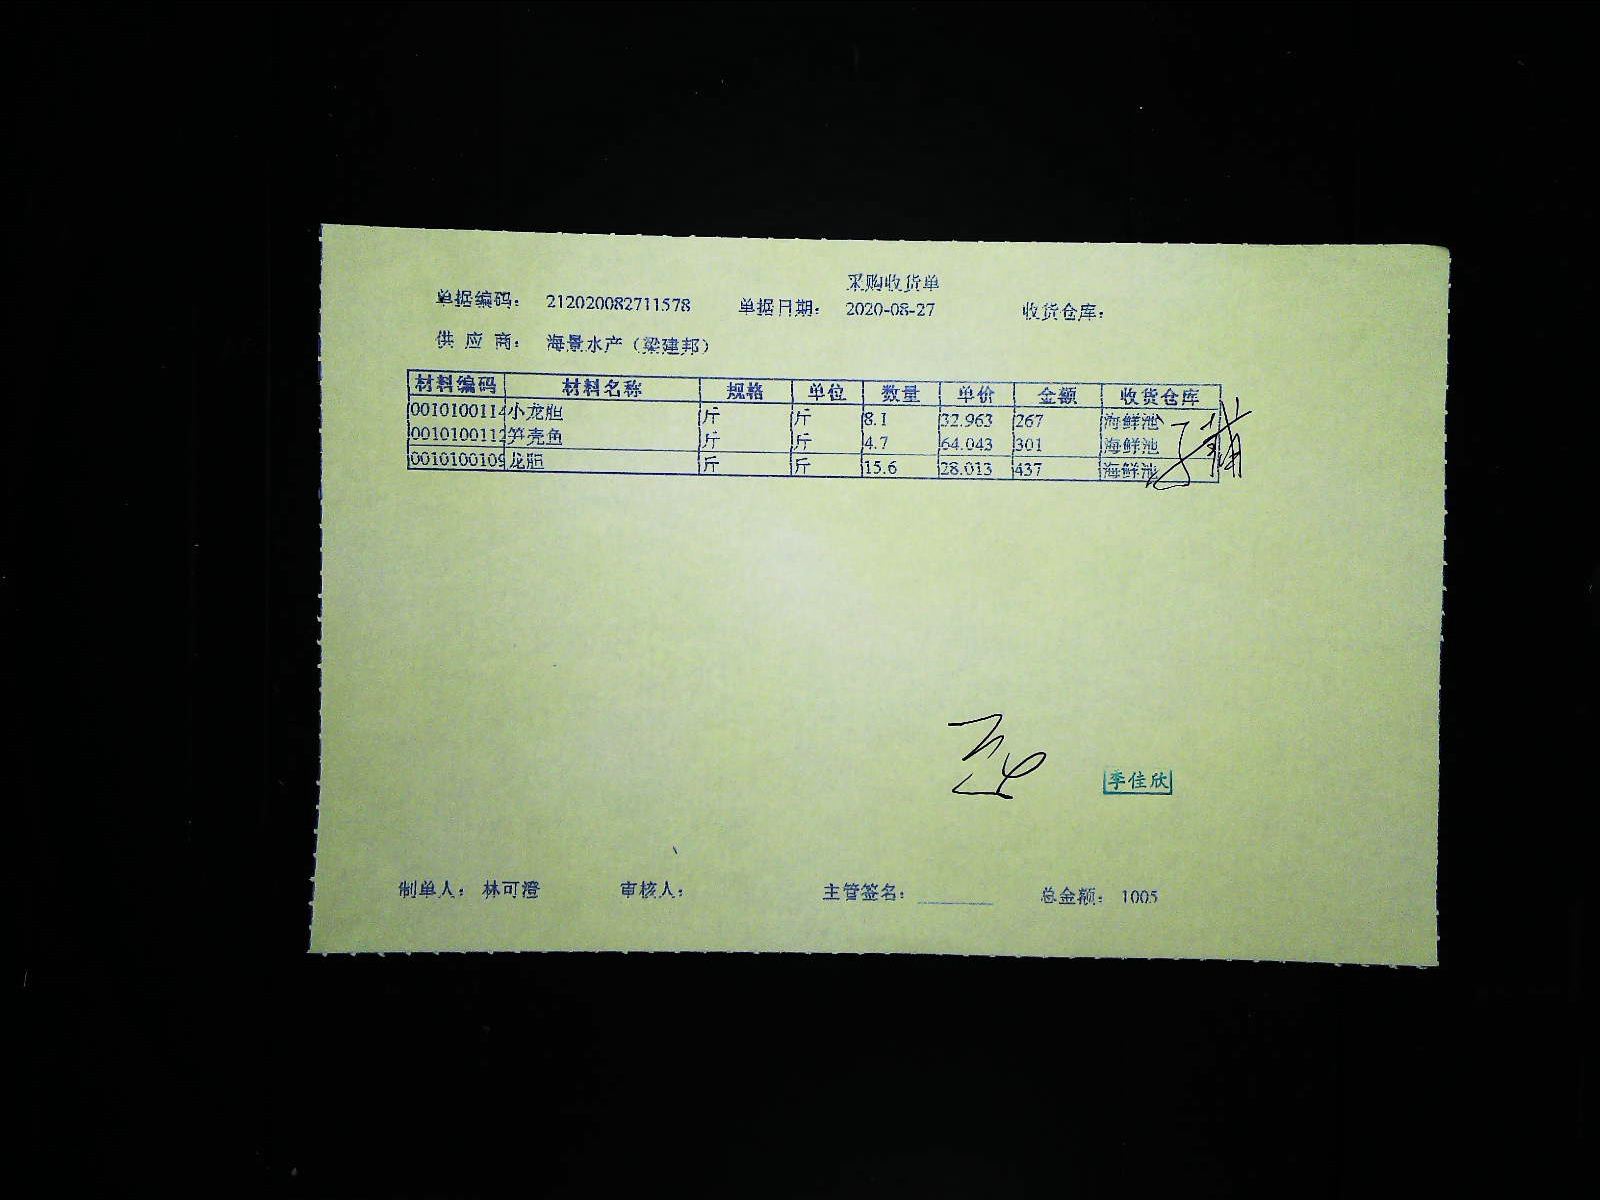 采购收货单
单据编码： 212020082711578 单据日期： 2020-08-27 收货仓库：
供 应 商： 海景水产（梁建邦）
材料编码 材料名称 规格 单位 数量 单价 金额 收货仓库
0010100114 小龙胆 斤 斤 8.1 32.963 267 海鲜池
0010100112 笋壳鱼 斤 斤 4.7 64.043 301 海鲜池
0010100109 龙胆 斤 斤 15.6 28.013 437 海鲜池
李佳欣
制单人： 林可澄 审核人： 主管签名： 总金额： 1005